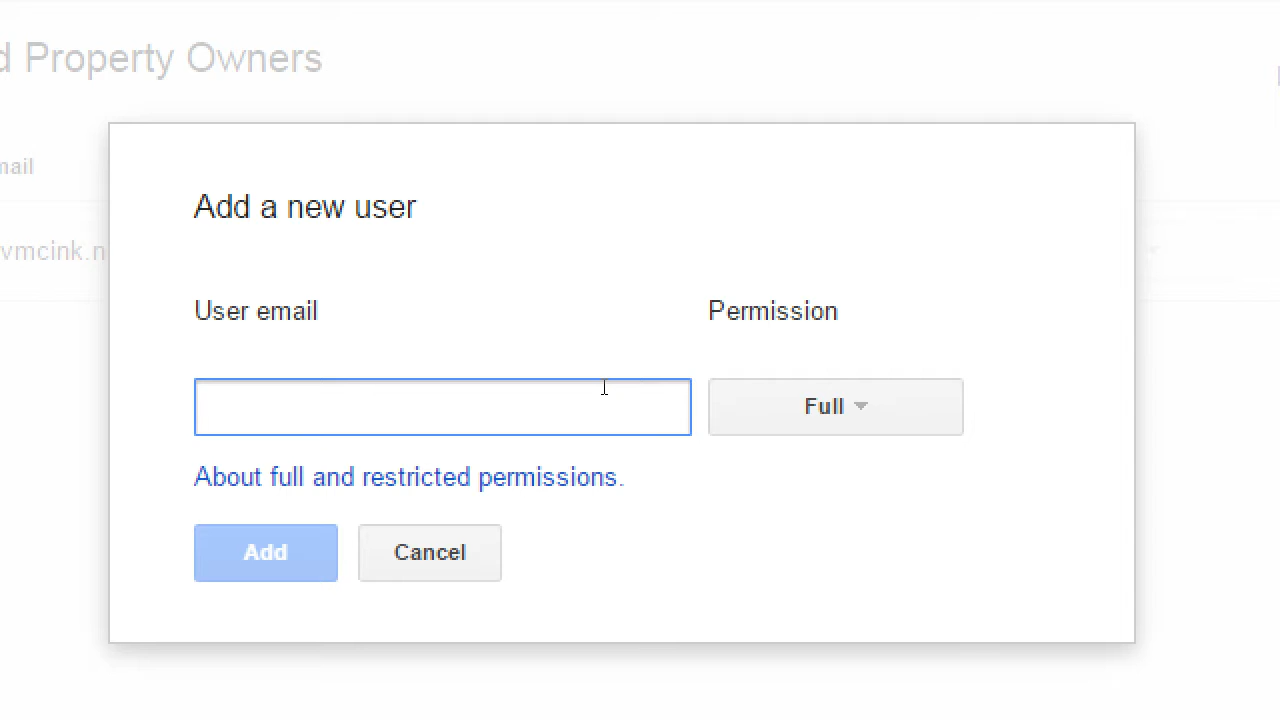 d Property Owners
mail
vmcink.n
Add a new user
User email
Permission
Full
About full and restricted permissions.
Add
Cancel